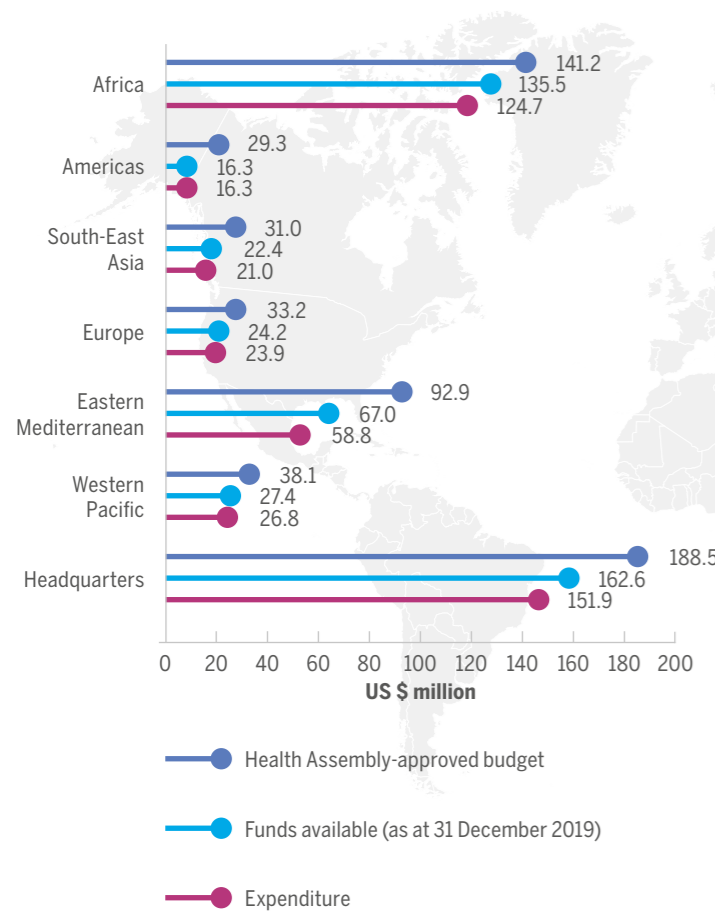 Africa
141.2
135.5
124.7
Americas
29.3
16.3
16.3
South-East
Asia
31.0
22.4
21.0
Europe
33.2
24.2
23.9
Eastern
Mediterranean
92.9
67.0
58.8
Western
Pacific
38.1
27.4
26.8
Headquarters
188.5
162.6
151.9
0 20 40 60 80 100 120 140 160 180 200
US $ million
Health Assembly-approved budget
Funds available (as at 31 December 2019)
Expenditure